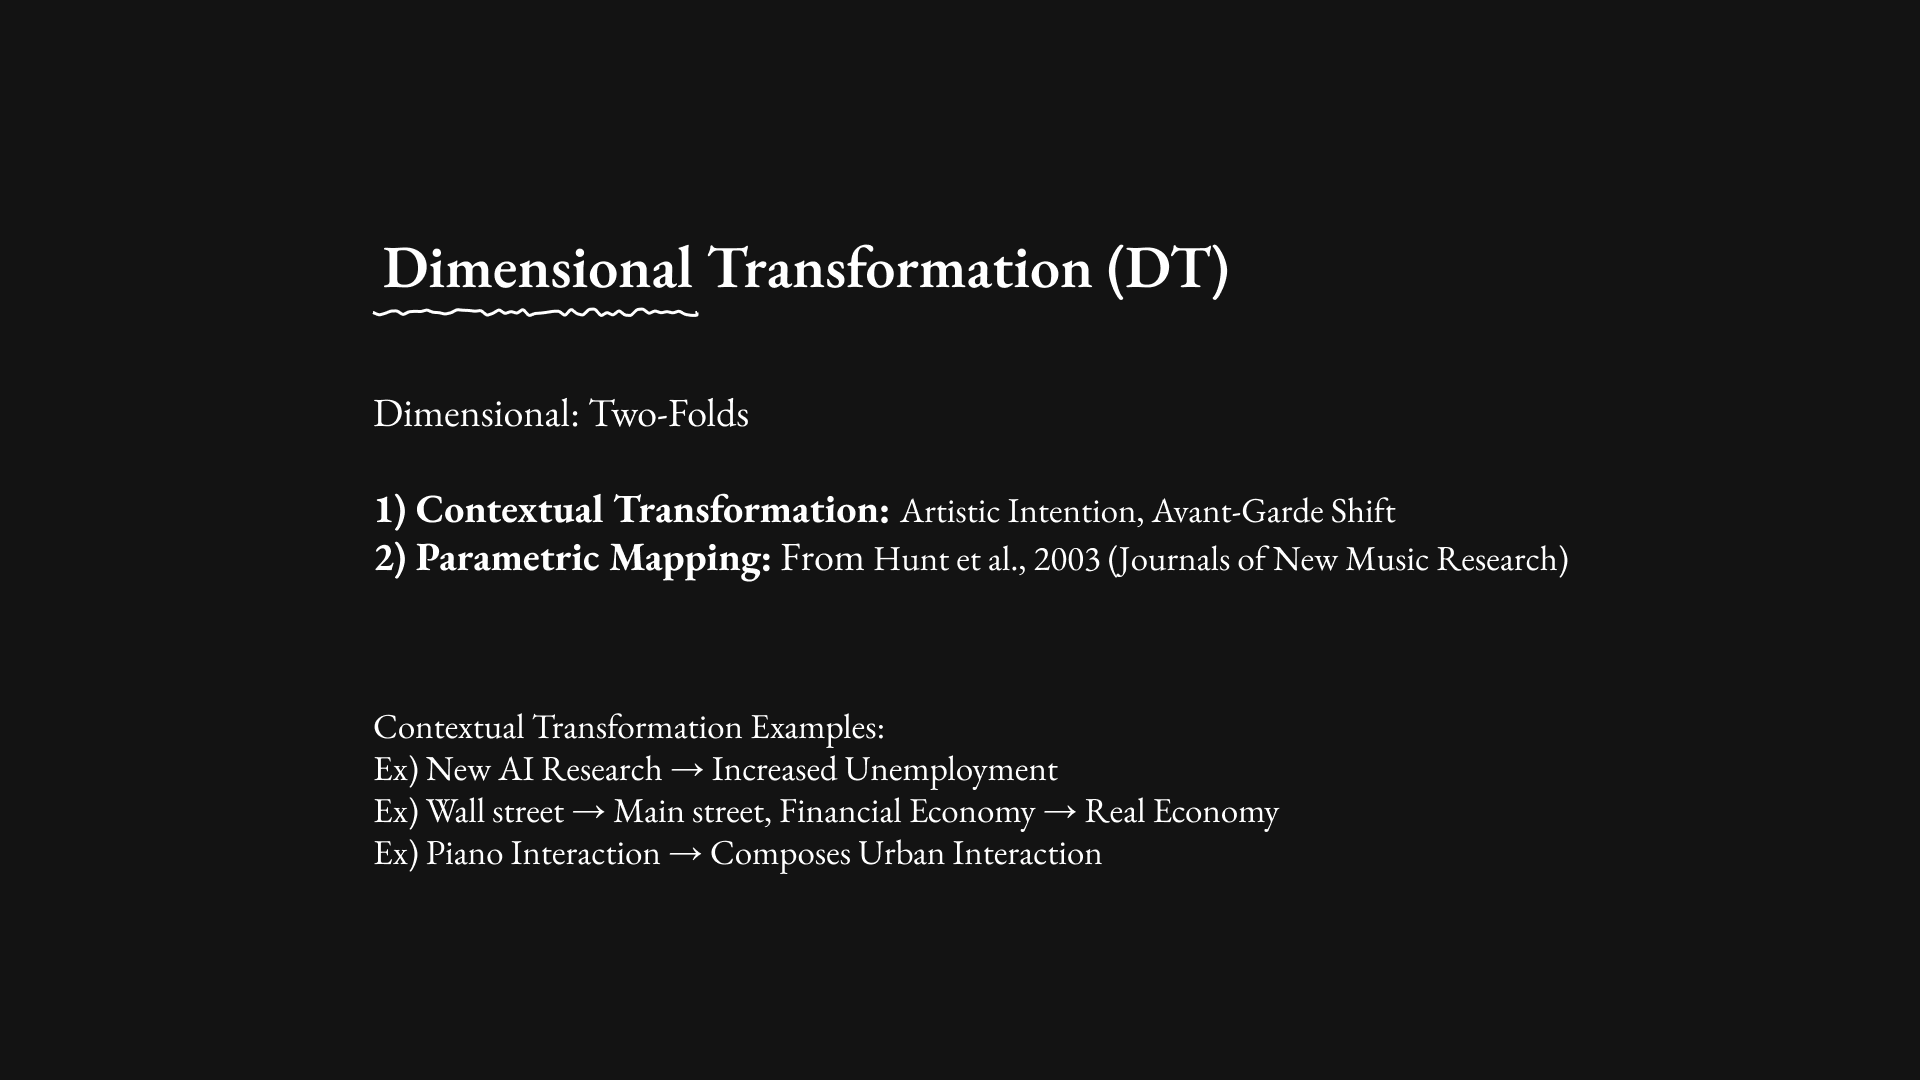 Dimensional Transformation (DT)
Dimensional: Two-Folds
1) Contextual Transformation: Artistic Intention, Avant-Garde Shift
2) Parametric Mapping: From Hunt et al., 2003 (Journals of New Music Research)
Contextual Transformation Examples:
Ex) New AI Research → Increased Unemployment
Ex) Wall street → Main street, Financial Economy → Real Economy
Ex) Piano Interaction → Composes Urban Interaction